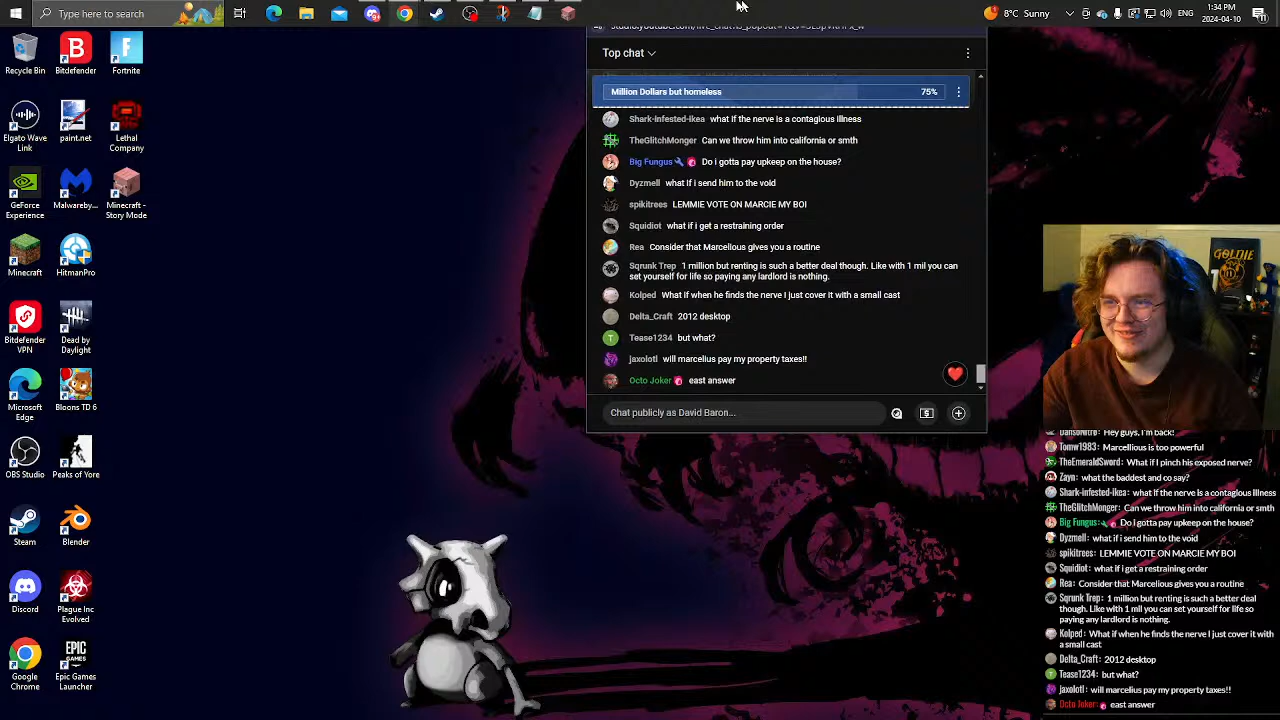 Type here to search
8°C Sunny
ENG
1:34 PM
2024-04-10
Recycle Bin
Bitdefender
Fortnite
Elgato Wave
Link
paint.net
Lethal
Company
GeForce
Experience
Malwareby...
Minecraft -
Story Mode
Minecraft
HitmanPro
Bitdefender
VPN
Dead by
Daylight
Microsoft
Edge
Bloons TD 6
OBS Studio
Peaks of Yore
Steam
Blender
Discord
Plague Inc
Evolved
Google
Chrome
Epic Games
Launcher
Top chat
Million Dollars but homeless 75%
Shark-infested-ikea what if the nerve is a contagious illness
TheGlitchMonger Can we throw him into california or smth
Big Fungus Do i gotta pay upkeep on the house?
Dyzmell what if i send him to the void
spikitrees LEMMIE VOTE ON MARCIE MY BOI
Squidiot what if i get a restraining order
Rea Consider that Marcelious gives you a routine
Sqrunk Trep 1 million but renting is such a better deal though. Like with 1 mil you can
set yourself for life so paying any lardlord is nothing.
Kolped What if when he finds the nerve I just cover it with a small cast
Delta_Craft 2012 desktop
Tease1234 but what?
jaxolotl will marcelius pay my property taxes!!
Octo Joker east answer
Chat publicly as David Baron...
GOLDIE
DansoNitro: Hey guys, I'm back!
Tomw1983: Marcellious is too powerful
TheEmeraldSword: What if I pinch his exposed nerve?
Zayn: what the baddest and co say?
Shark-infested-ikea: what if the nerve is a contagious illness
TheGlitchMonger: Can we throw him into california or smth
Big Fungus: Do i gotta pay upkeep on the house?
Dyzmell: what if i send him to the void
spikitrees: LEMMIE VOTE ON MARCIE MY BOI
Squidiot: what if i get a restraining order
Rea: Consider that Marcelious gives you a routine
Sqrunk Trep: 1 million but renting is such a better deal
though. Like with 1 mil you can set yourself for life so
paying any lardlord is nothing.
Kolped: What if when he finds the nerve I just cover it with
a small cast
Delta_Craft: 2012 desktop
Tease1234: but what?
jaxolotl: will marcelius pay my property taxes!!
Octo Joker: east answer